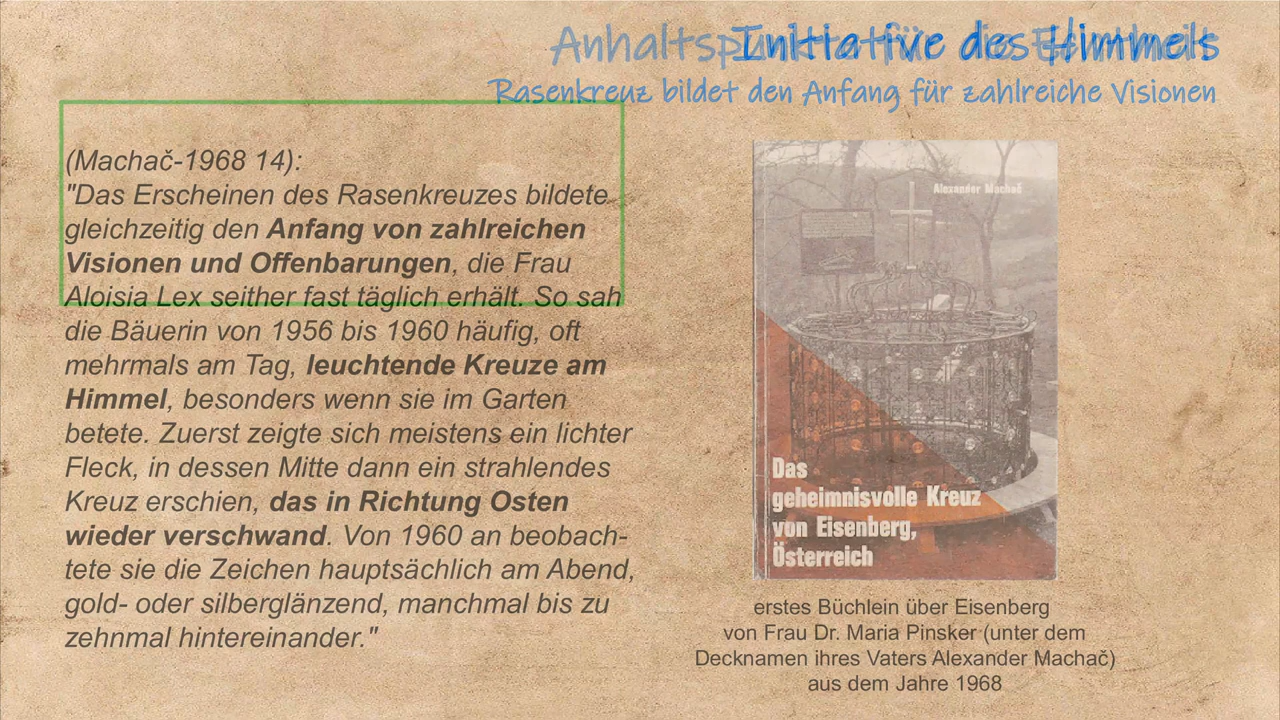 Initiative des Himmels
Rasenkreuz bildet den Anfang für zahlreiche Visionen
(Machač-1968 14):
"Das Erscheinen des Rasenkreuzes bildete
gleichzeitig den Anfang von zahlreichen
Visionen und Offenbarungen, die Frau
Aloisia Lex seither fast täglich erhält. So sah
die Bäuerin von 1956 bis 1960 häufig, oft
mehrmals am Tag, leuchtende Kreuze am
Himmel, besonders wenn sie im Garten
betete. Zuerst zeigte sich meistens ein lichter
Fleck, in dessen Mitte dann ein strahlendes
Kreuz erschien, das in Richtung Osten
wieder verschwand. Von 1960 an beobach-
tete sie die Zeichen hauptsächlich am Abend,
gold- oder silberglänzend, manchmal bis zu
zehnmal hintereinander."
Alexander Machač
Das
geheimnisvolle Kreuz
von Eisenberg,
Österreich
erstes Büchlein über Eisenberg
von Frau Dr. Maria Pinsker (unter dem
Decknamen ihres Vaters Alexander Machač)
aus dem Jahre 1968